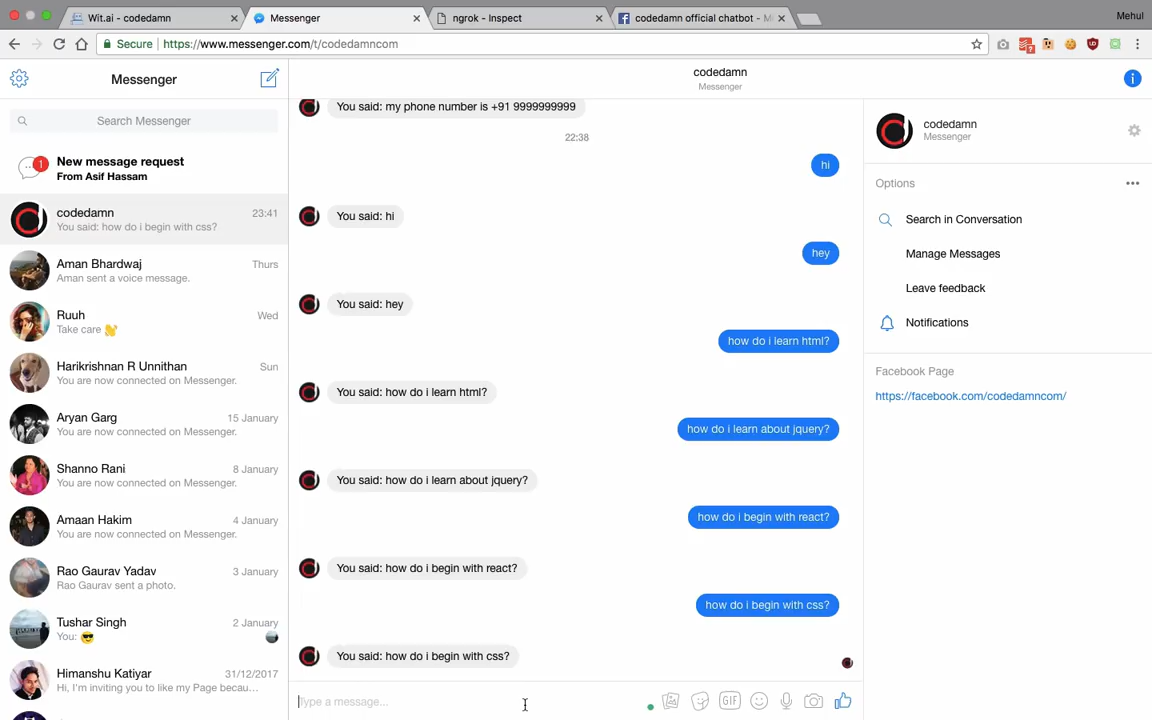 Wit.ai - codedamn
Messenger
ngrok - Inspect
codedamn official chatbot - M
Mehul
Secure
https://www.messenger.com/t/codedamncom
Messenger
codedamn
Messenger
Search Messenger
New message request
From Asif Hassam
1
codedamn
23:41
You said: how do i begin with css?
Aman Bhardwaj
Thurs
Aman sent a voice message.
Ruuh
Wed
Take care 👋
Harikrishnan R Unnithan
Sun
You are now connected on Messenger.
Aryan Garg
15 January
You are now connected on Messenger.
Shanno Rani
8 January
You are now connected on Messenger.
Amaan Hakim
4 January
You are now connected on Messenger.
Rao Gaurav Yadav
3 January
Rao Gaurav sent a photo.
Tushar Singh
2 January
You: 😎
Himanshu Katiyar
31/12/2017
Hi, I'm inviting you to like my Page becau...
You said: my phone number is +91 9999999999
22:38
hi
You said: hi
hey
You said: hey
how do i learn html?
You said: how do i learn html?
how do i learn about jquery?
You said: how do i learn about jquery?
how do i begin with react?
You said: how do i begin with react?
how do i begin with css?
You said: how do i begin with css?
Type a message...
GIF
codedamn
Messenger
Options
Search in Conversation
Manage Messages
Leave feedback
Notifications
Facebook Page
https://facebook.com/codedamncom/